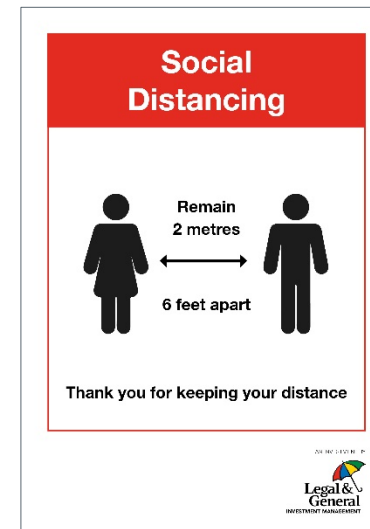 Social
Distancing
Remain
2 metres
6 feet apart
Thank you for keeping your distance
Legal &
General
INVESTMENT MANAGEMENT